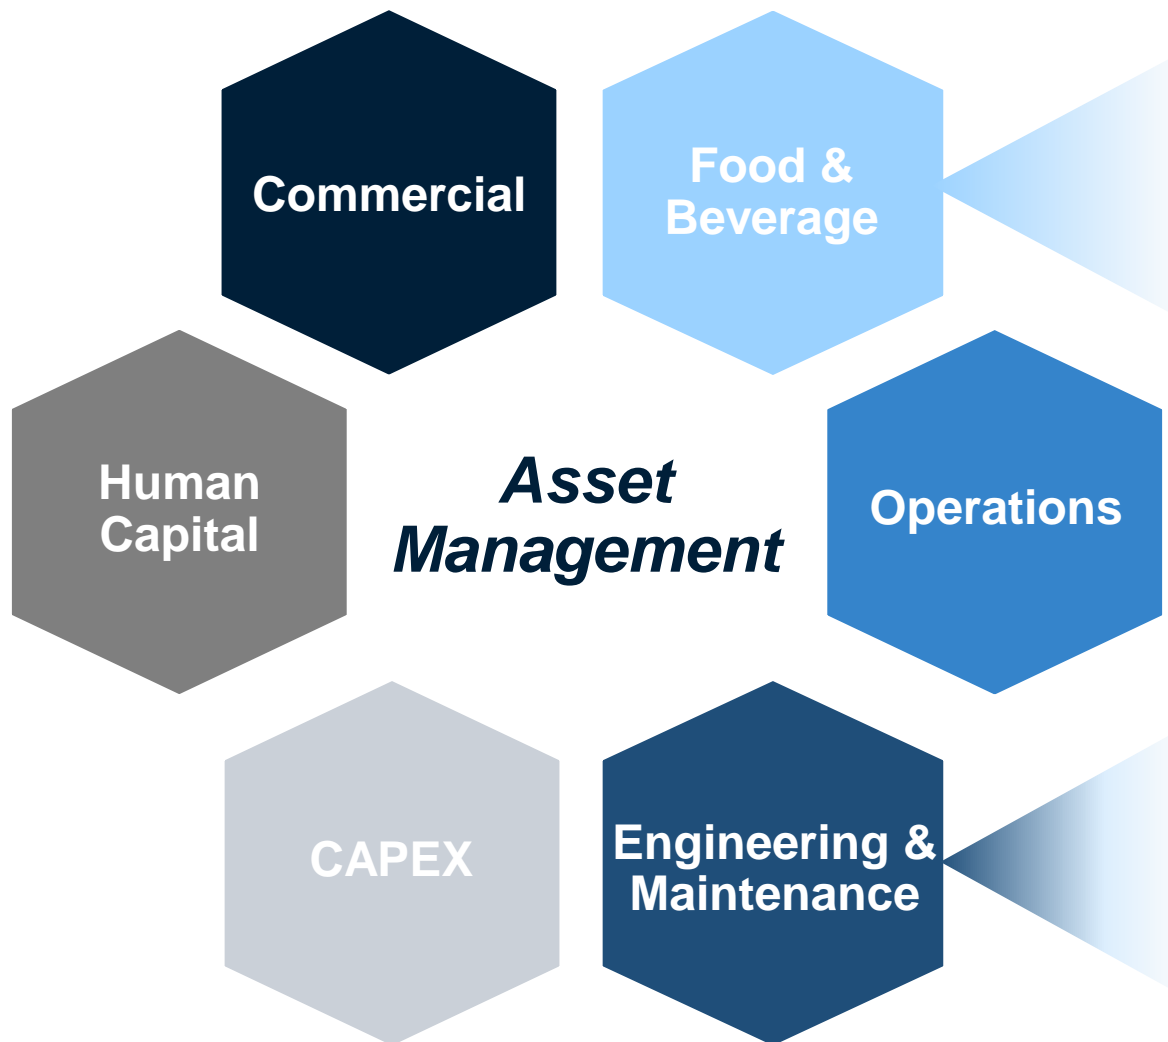 Commercial
Food &
Beverage
Human
Capital
Asset
Management
Operations
CAPEX
Engineering &
Maintenance